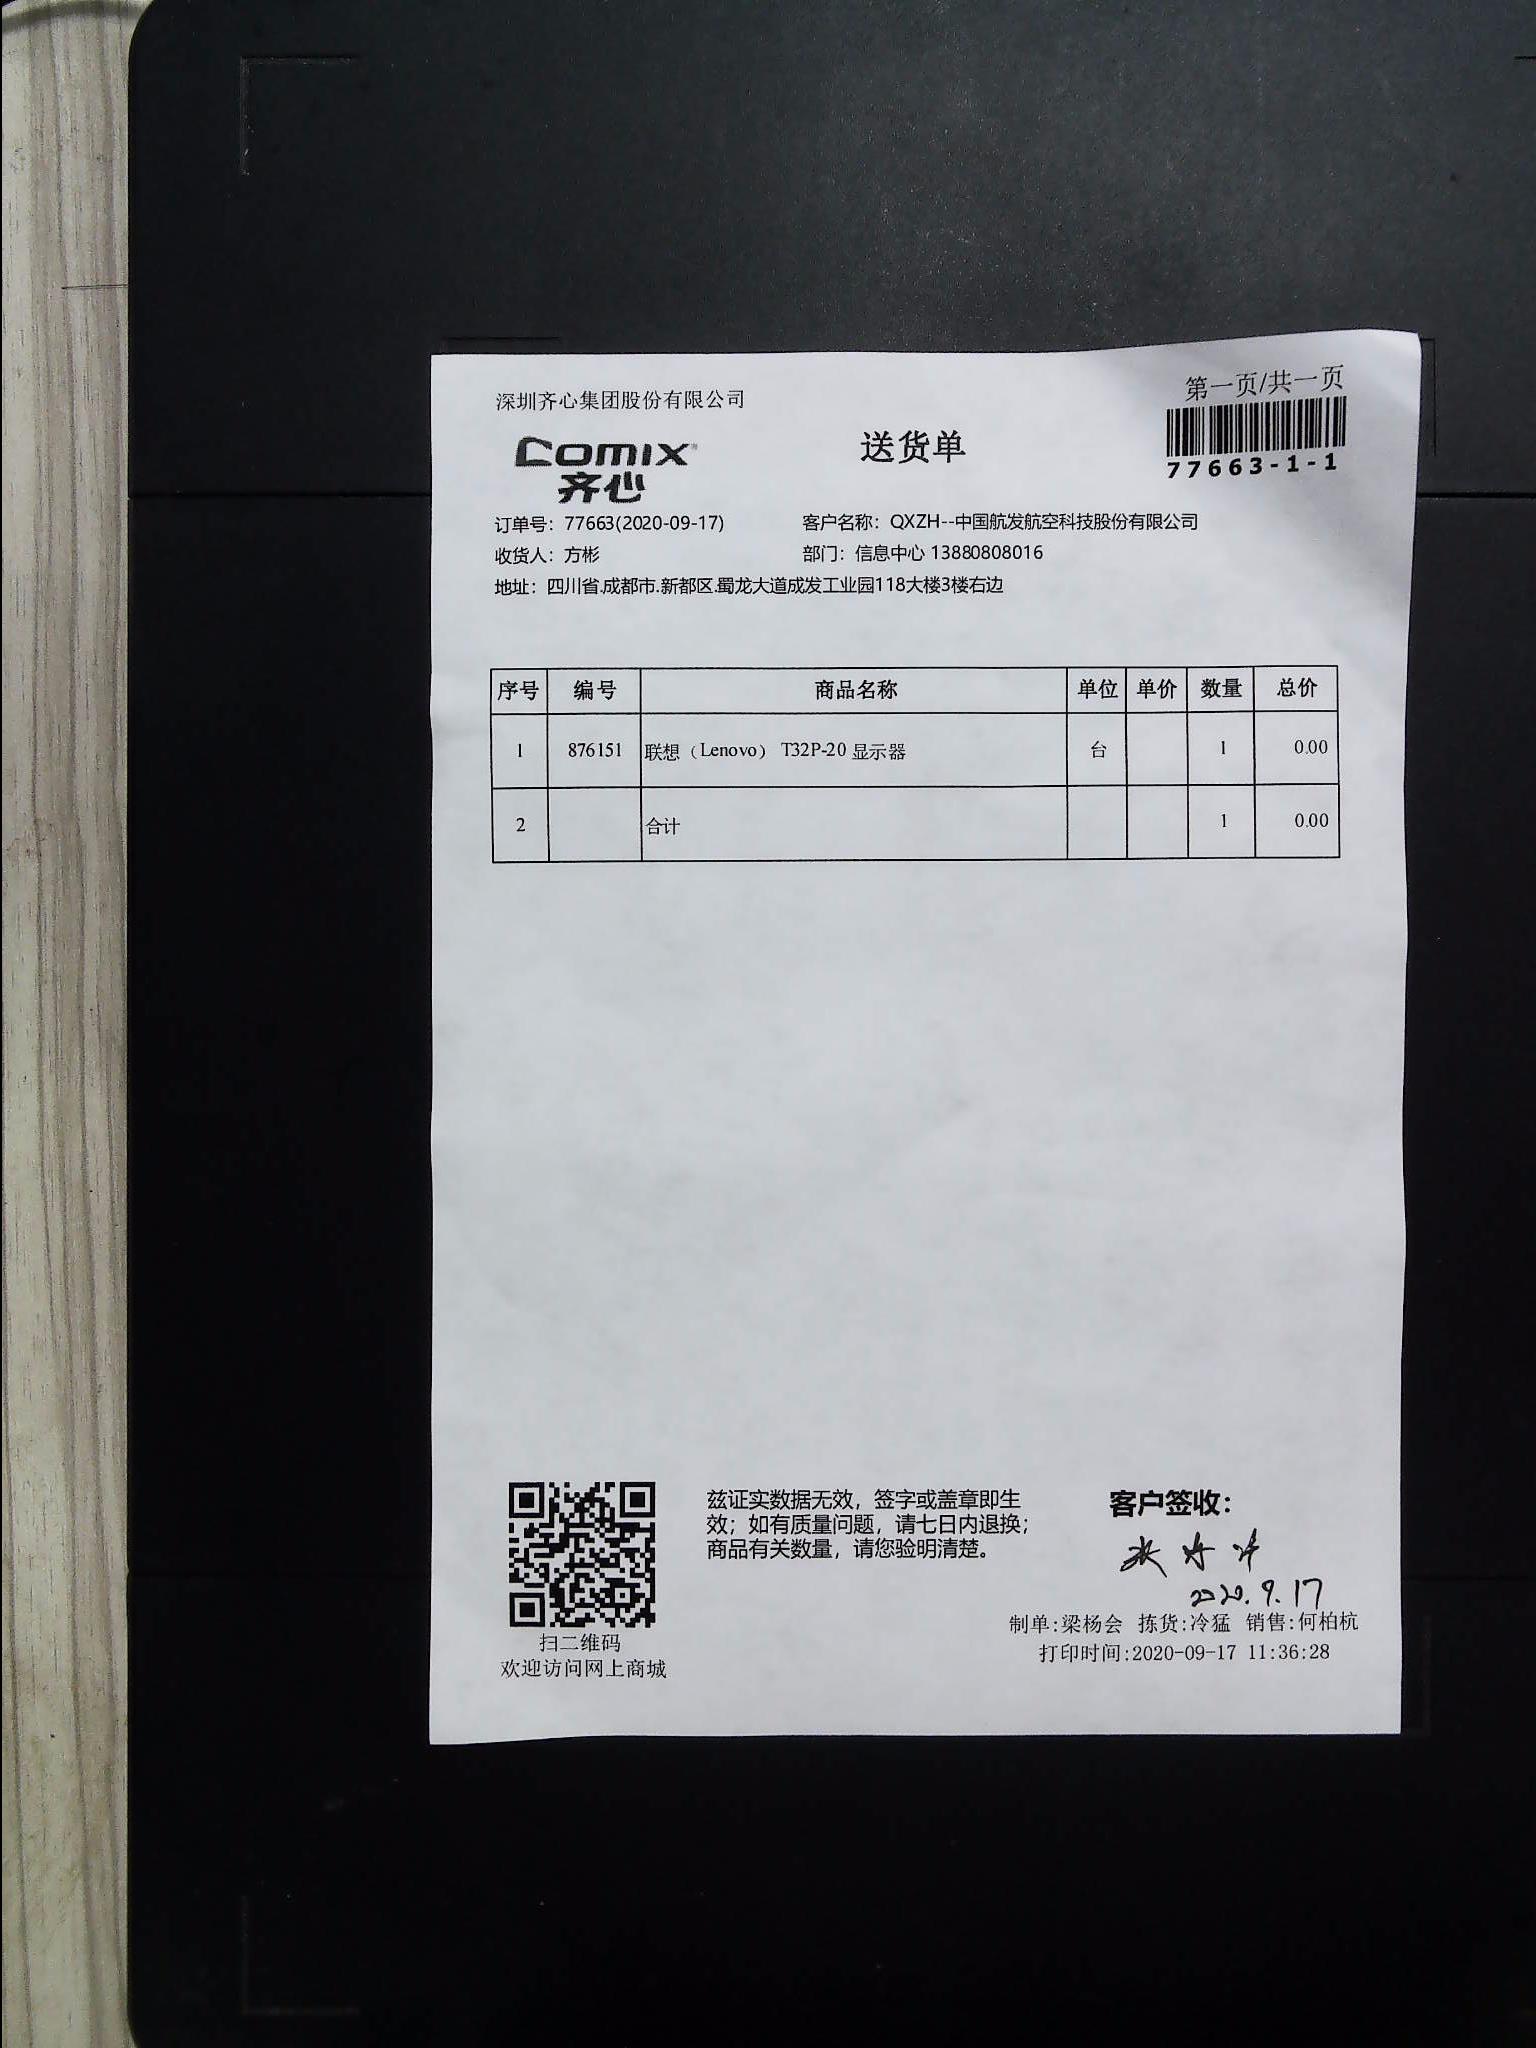 深圳齐心集团股份有限公司
第一页/共一页
Comix
齐心
送货单
77663-1-1
订单号：77663(2020-09-17) 客户名称：QXZH--中国航发航空科技股份有限公司
收货人：方彬 部门：信息中心 13880808016
地址：四川省.成都市.新都区.蜀龙大道成发工业园118大楼3楼右边
序号 编号 商品名称 单位 单价 数量 总价
1 876151 联想（Lenovo） T32P-20 显示器 台 1 0.00
2 合计 1 0.00
兹证实数据无效，签字或盖章即生
效；如有质量问题，请七日内退换；
商品有关数量，请您验明清楚。
客户签收：
2020.9.17
制单:梁杨会 拣货:冷猛 销售:何柏杭
打印时间:2020-09-17 11:36:28
扫二维码
欢迎访问网上商城